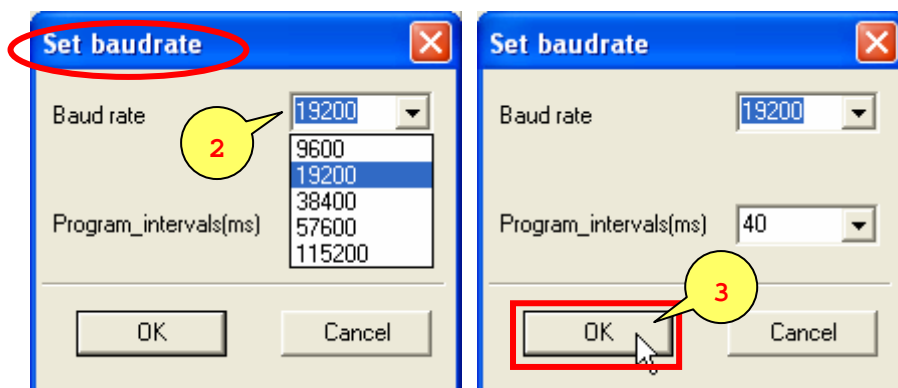 Set baudrate
Baud rate
19200
2
9600
19200
38400
57600
115200
Program_intervals(ms)
OK
Cancel
Set baudrate
Baud rate
19200
Program_intervals(ms)
40
3
OK
Cancel